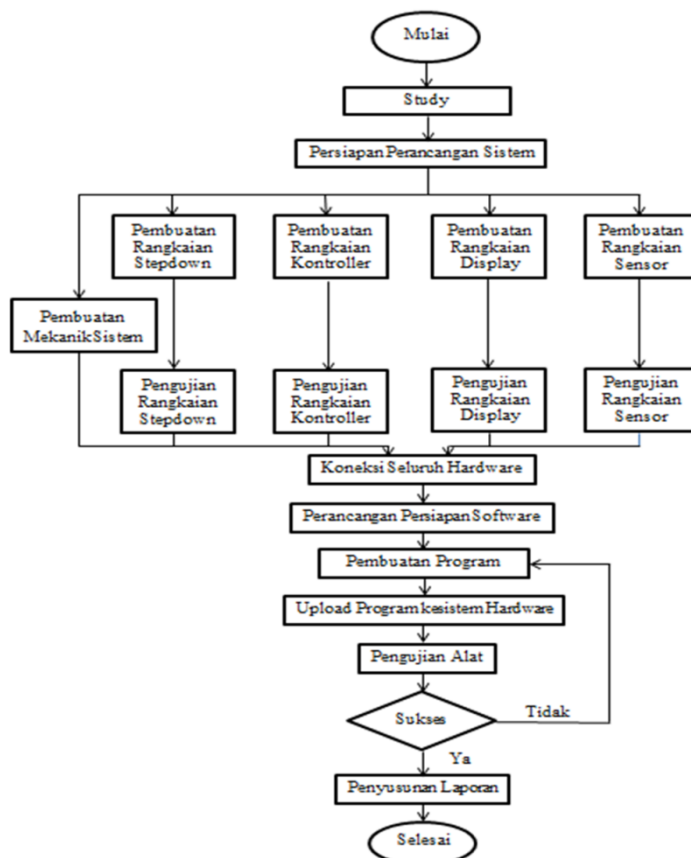 Mulai
Study
Persiapan Perancangan Sistem
Pembuatan
Rangkaian
Stepdown
Pembuatan
Rangkaian
Kontroller
Pembuatan
Rangkaian
Display
Pembuatan
Rangkaian
Sensor
Pembuatan
Mekanik Sistem
Pengujian
Rangkaian
Stepdown
Pengujian
Rangkaian
Kontroller
Pengujian
Rangkaian
Display
Pengujian
Rangkaian
Sensor
Koneksi Seluruh Hardware
Perancangan Persiapan Software
Pembuatan Program
Upload Program kesistem Hardware
Pengujian Alat
Sukses
Tidak
Ya
Penyusunan Laporan
Selesai